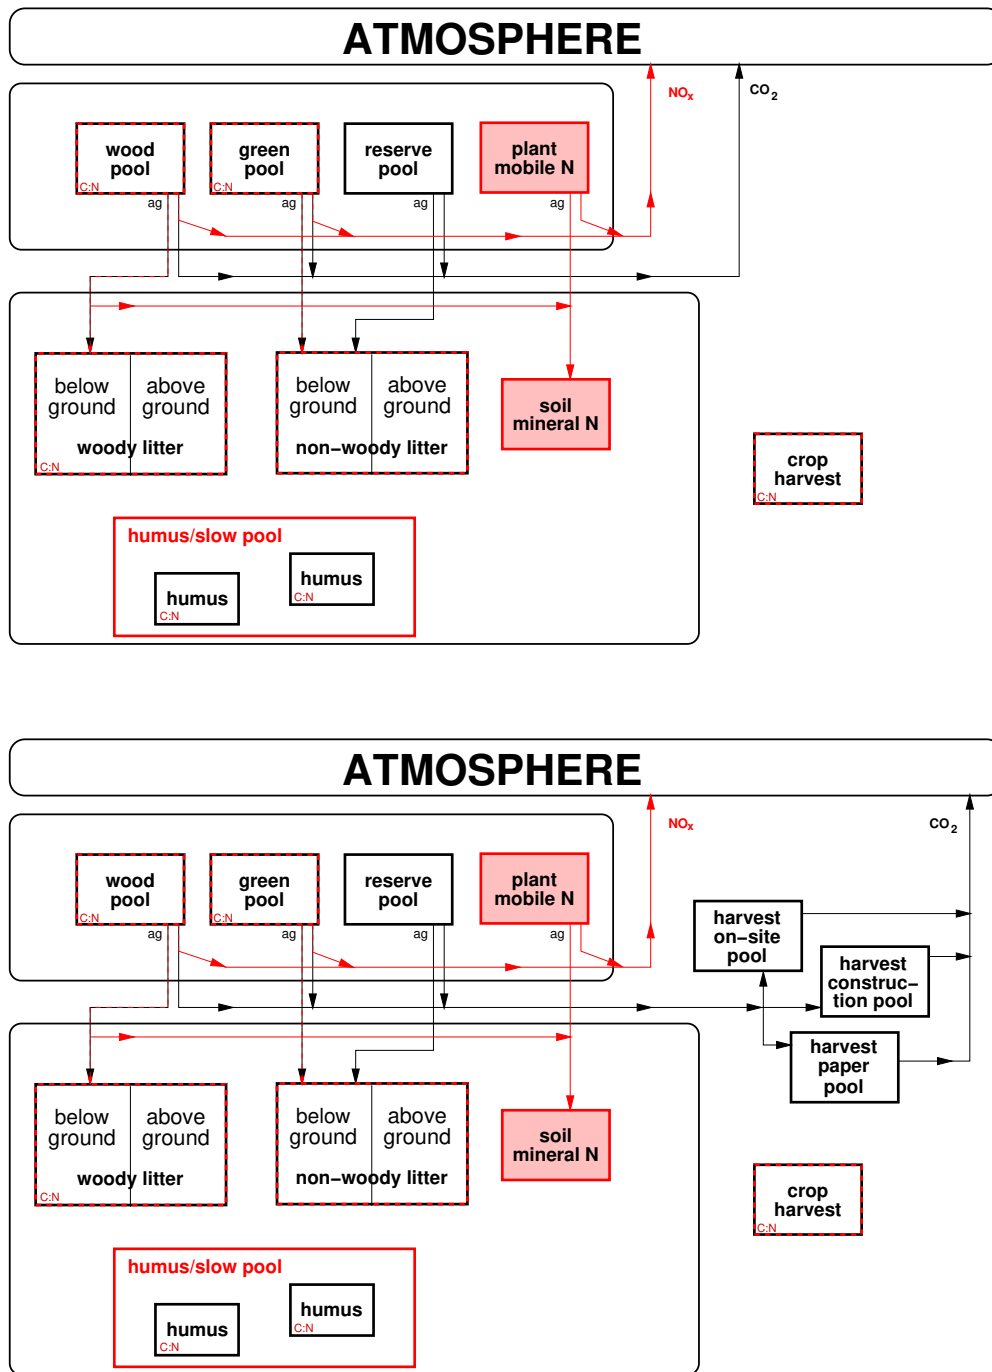 ATMOSPHERE
NOx
CO2
wood
pool
C:N
ag
green
pool
C:N
ag
reserve
pool
ag
plant
mobile N
ag
below
ground
above
ground
woody litter
C:N
below
ground
above
ground
non−woody litter
soil
mineral N
crop
harvest
C:N
humus/slow pool
humus
C:N
humus
C:N
ATMOSPHERE
NOx
CO2
wood
pool
C:N
ag
green
pool
C:N
ag
reserve
pool
ag
plant
mobile N
ag
harvest
on−site
pool
harvest
construc−
tion pool
harvest
paper
pool
below
ground
above
ground
woody litter
C:N
below
ground
above
ground
non−woody litter
soil
mineral N
crop
harvest
C:N
humus/slow pool
humus
C:N
humus
C:N